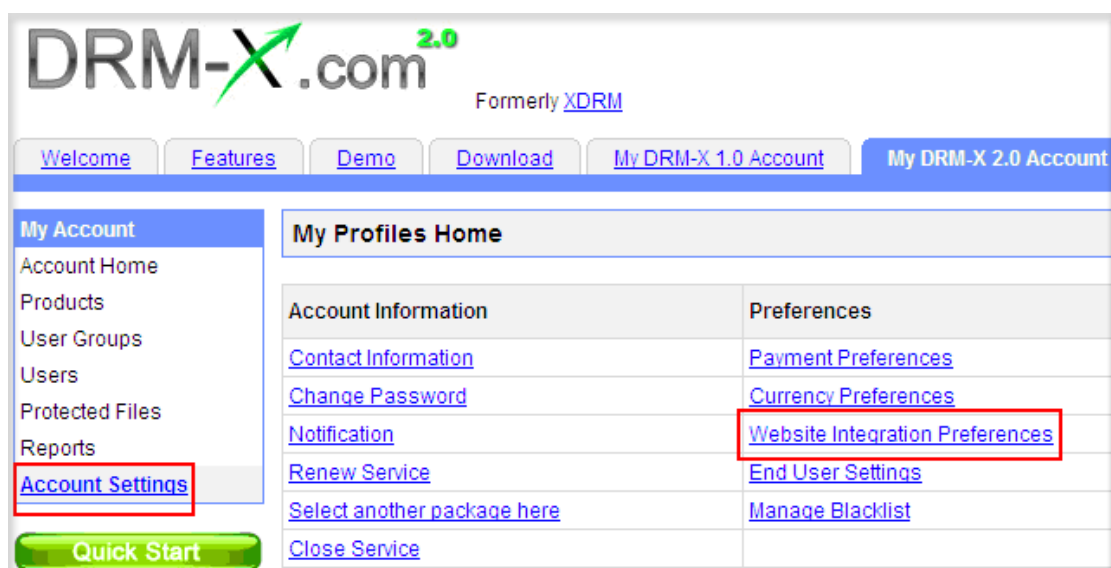 DRM-X.com 2.0
Formerly XDRM
Welcome Features Demo Download My DRM-X 1.0 Account My DRM-X 2.0 Account
My Account
Account Home
Products
User Groups
Users
Protected Files
Reports
Account Settings
Quick Start
My Profiles Home
Account Information Preferences
Contact Information Payment Preferences
Change Password Currency Preferences
Notification Website Integration Preferences
Renew Service End User Settings
Select another package here Manage Blacklist
Close Service